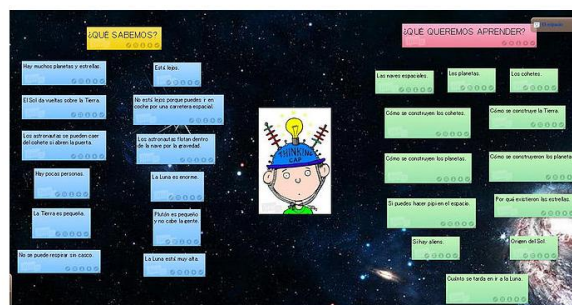 ¿QUÉ SABEMOS?
Hay muchos planetas y estrellas.
Está lejos.
El Sol da vueltas sobre la Tierra.
No está lejos porque puedes ir en
coche por una carretera espacial.
Los astronautas se pueden caer
del cohete si abren la puerta.
Los astronautas flotan dentro
de la nave por la gravedad.
Hay pocas personas.
La Luna es enorme.
La Tierra es pequeña.
Plutón es pequeño
y no cabe la gente.
No se puede respirar sin casco.
La Luna está muy alta.
THINKING
CAP
¿QUÉ QUEREMOS APRENDER?
Las naves espaciales.
Los planetas.
Los cohetes.
Cómo se construyen los cohetes.
Cómo se construye la Tierra.
Cómo se construyen los planetas.
Cómo se construyeron los planetas
Si puedes hacer pipí en el espacio.
Por qué existieron las estrellas.
Si hay aliens.
Origen del Sol.
Cuánto se tarda en ir a la Luna.